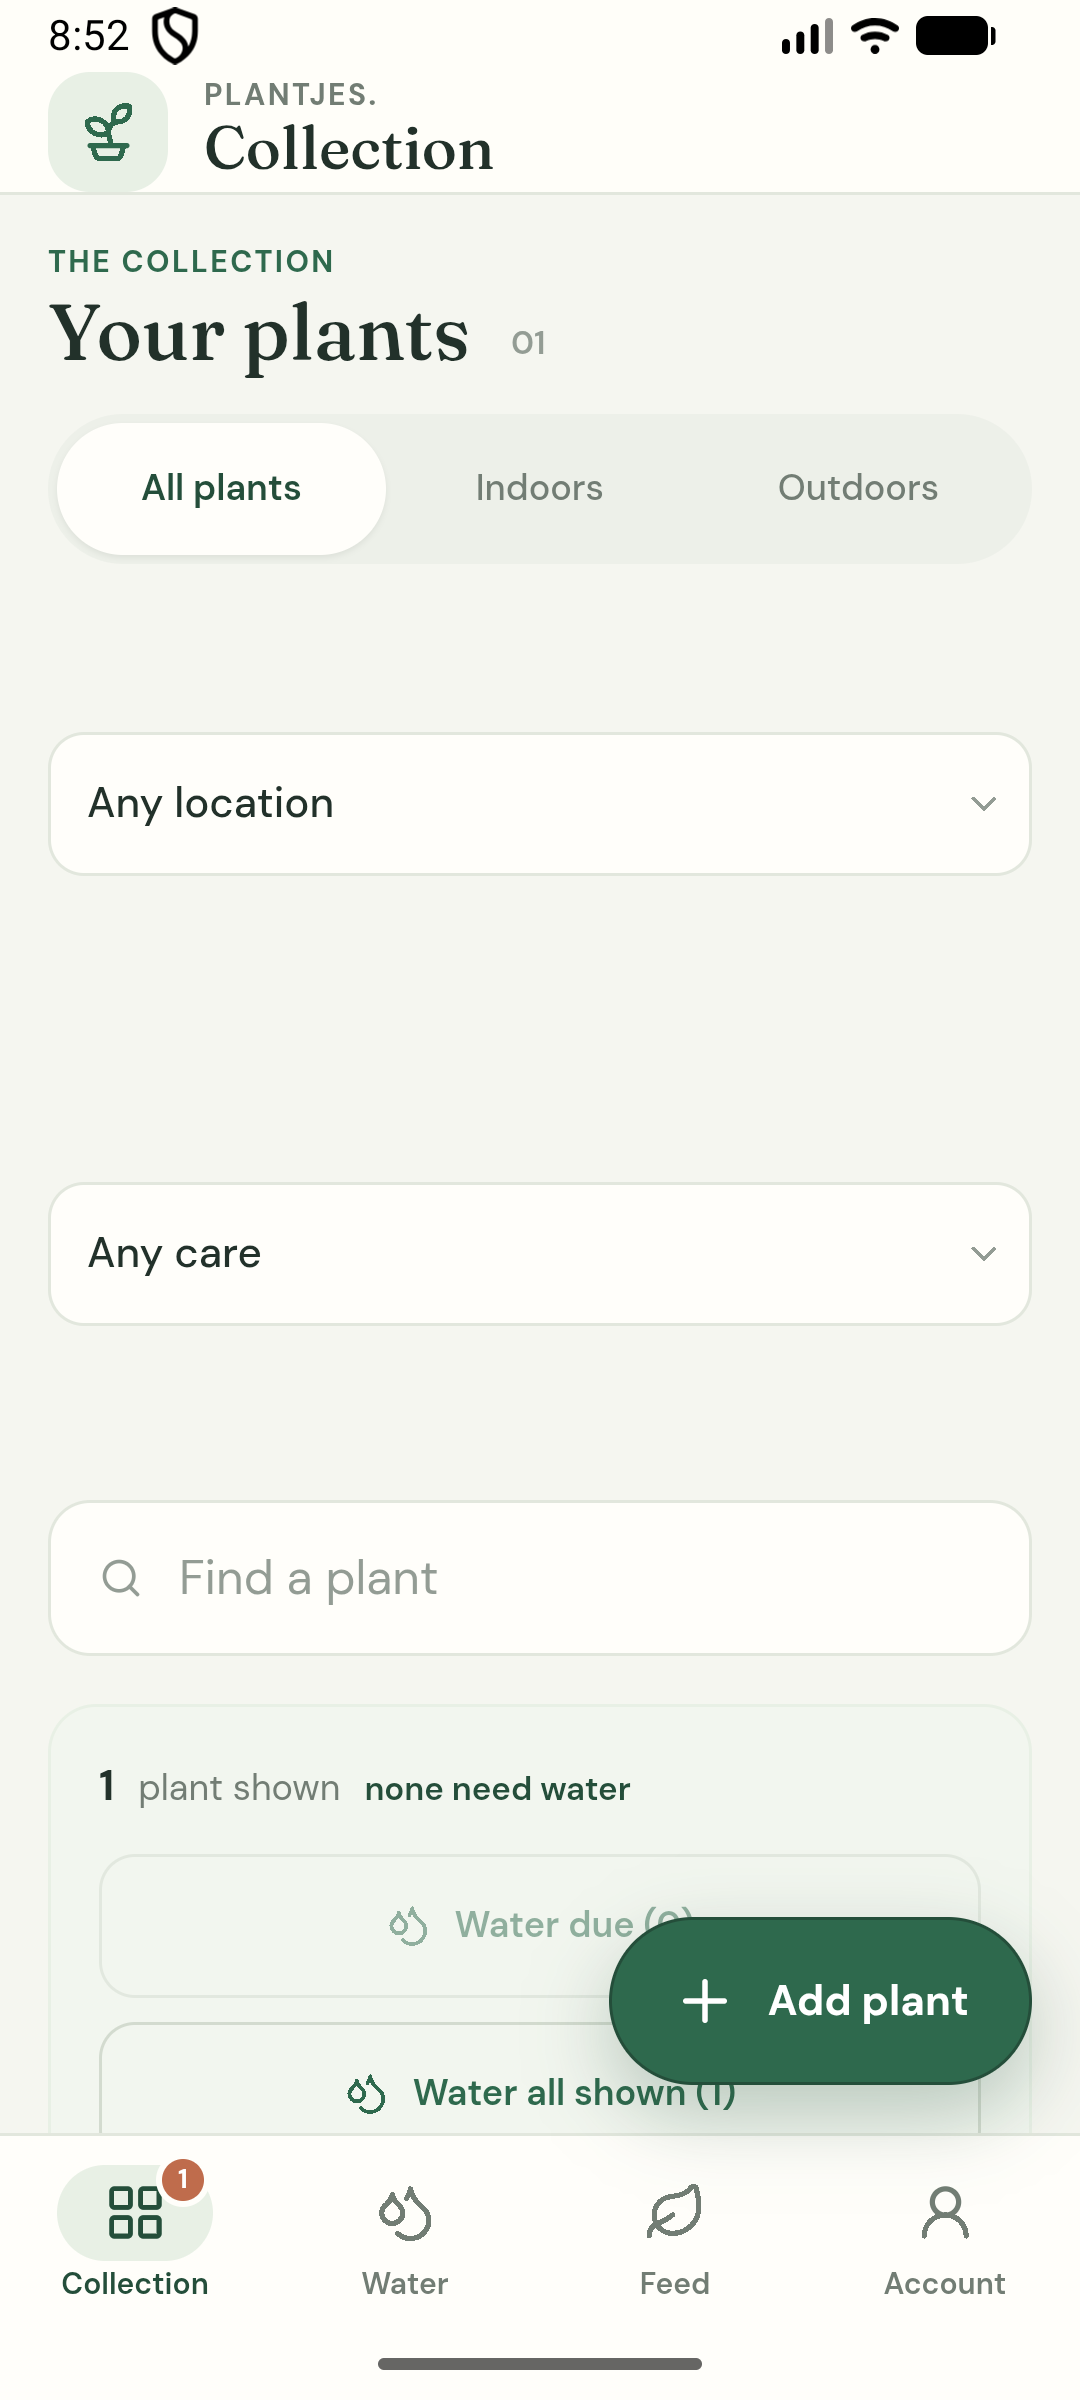 8:52
PLANTJES.
Collection
THE COLLECTION
Your plants 01
All plants Indoors Outdoors
Any location
Any care
Find a plant
1 plant shown none need water
Water due (0)
Add plant
Water all shown (1)
1
Collection Water Feed Account